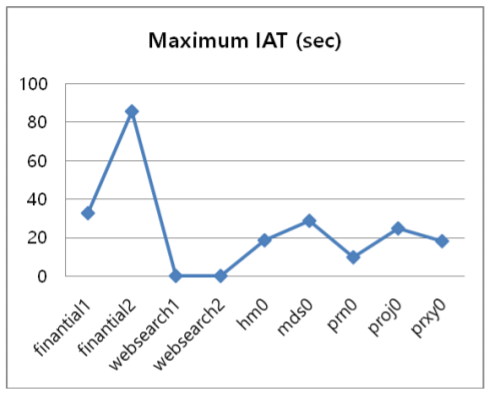 Maximum IAT (sec)
100
80
60
40
20
0
finantial1
finantial2
websearch1
websearch2
hm0
mds0
prn0
proj0
prxy0